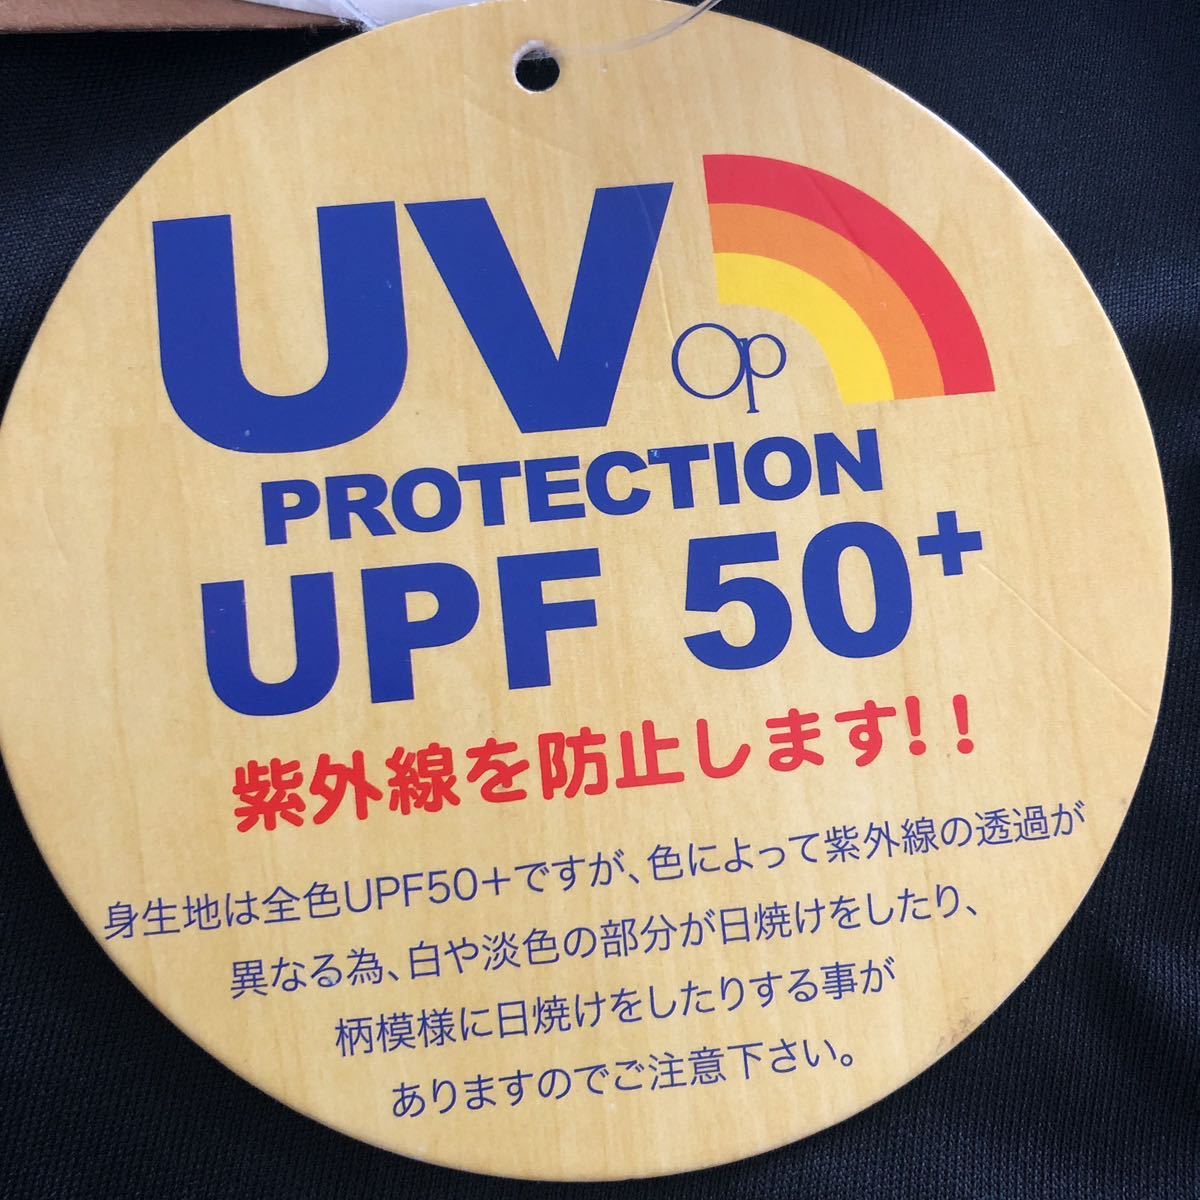 UV
Op
PROTECTION
UPF 50+
紫外線を防止します!!
身生地は全色UPF50+ですが、色によって紫外線の透過が
異なる為、白や淡色の部分が日焼けをしたり、
柄模様に日焼けをしたりする事が
ありますのでご注意下さい。